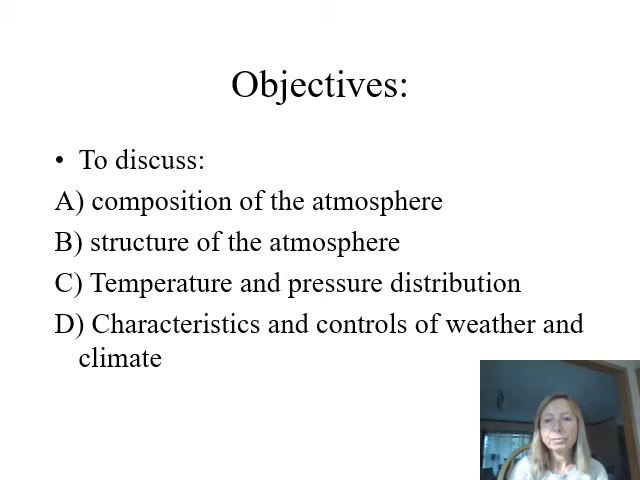 Objectives:
• To discuss:
A) composition of the atmosphere
B) structure of the atmosphere
C) Temperature and pressure distribution
D) Characteristics and controls of weather and
climate